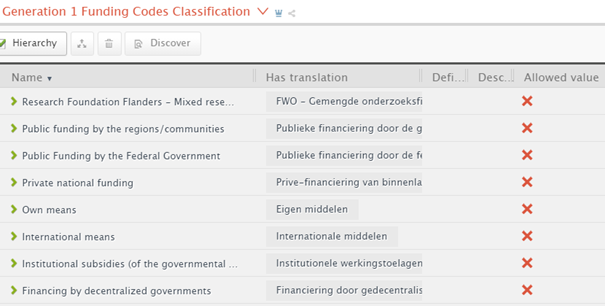 Generation 1 Funding Codes Classification
Hierarchy Discover
Name Has translation Defi... Desc... Allowed value
Research Foundation Flanders - Mixed rese... FWO - Gemengde onderzoeksfi
Public funding by the regions/communities Publieke financiering door de g
Public Funding by the Federal Government Publieke financiering door de fe
Private national funding Prive-financiering van binnenla
Own means Eigen middelen
International means Internationale middelen
Institutional subsidies (of the governmental ... Institutionele werkingstoelagen
Financing by decentralized governments Financiering door gedecentralis